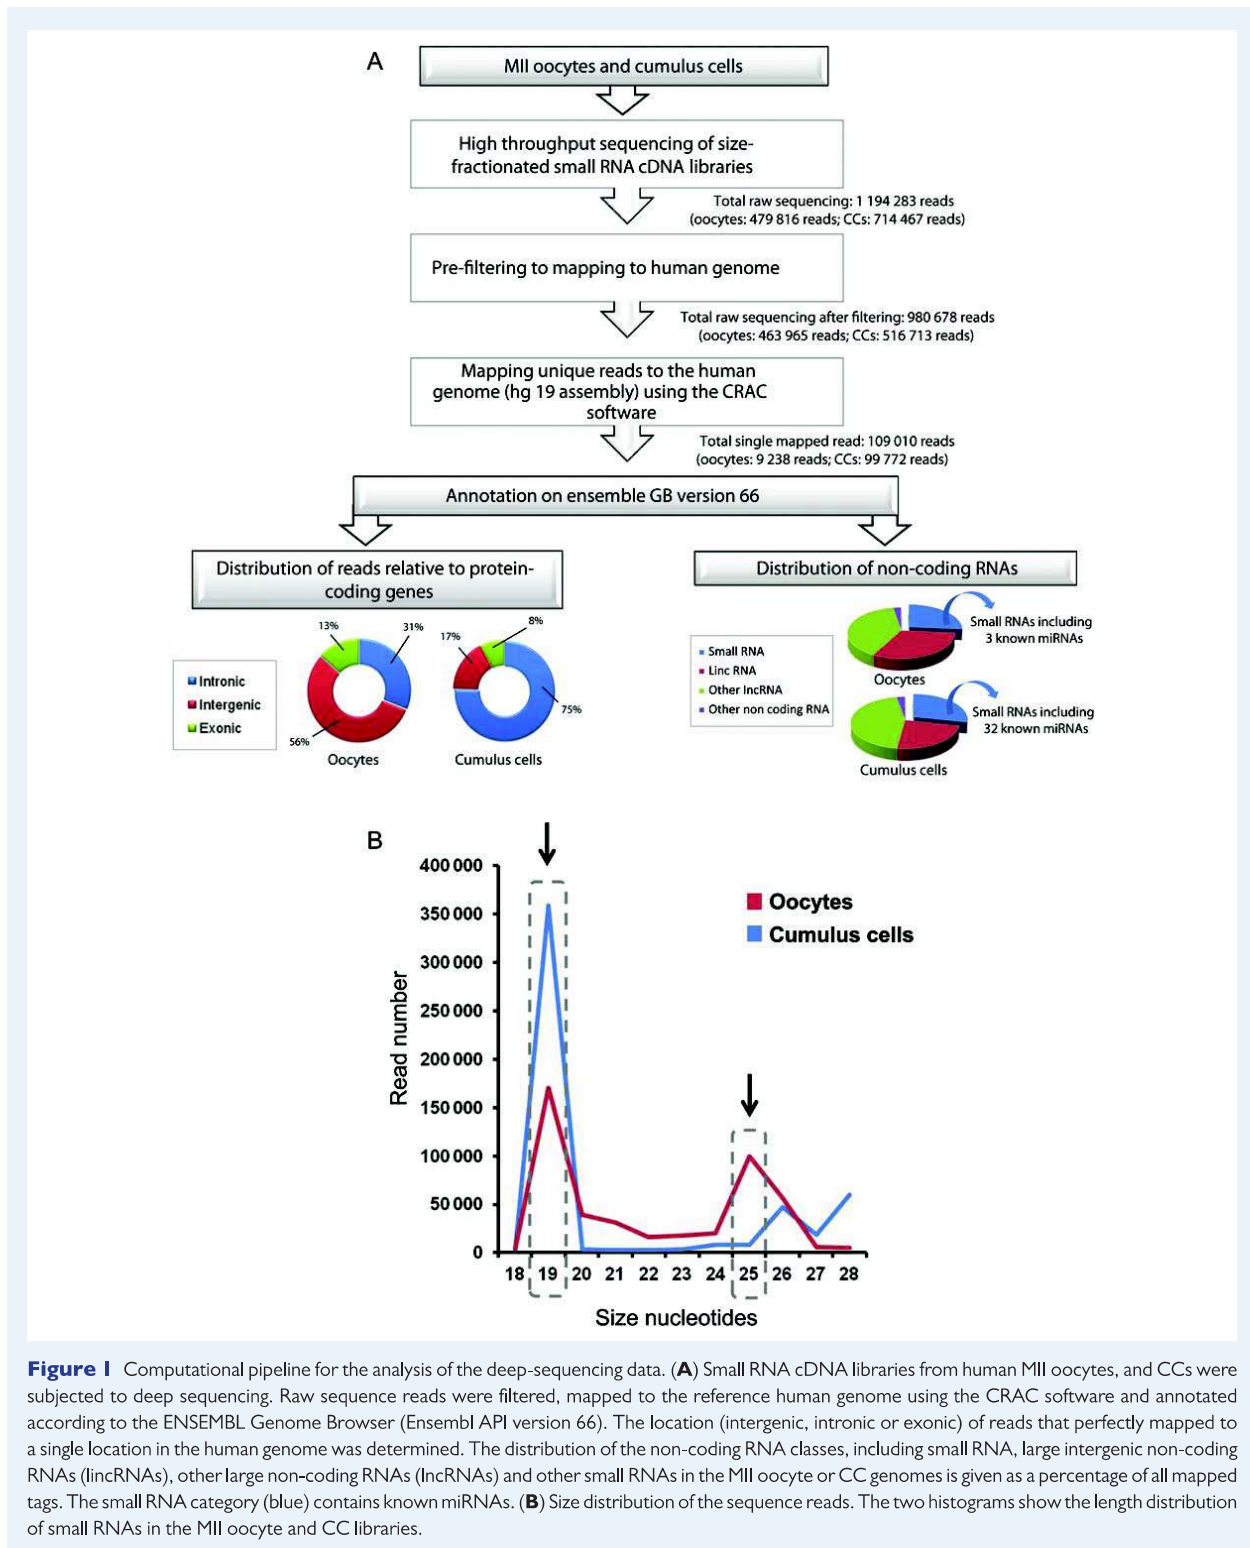 A
MII oocytes and cumulus cells
High throughput sequencing of size-
fractionated small RNA cDNA libraries
Total raw sequencing: 1 194 283 reads
(oocytes: 479 816 reads; CCs: 714 467 reads)
Pre-filtering to mapping to human genome
Total raw sequencing after filtering: 980 678 reads
(oocytes: 463 965 reads; CCs: 516 713 reads)
Mapping unique reads to the human
genome (hg 19 assembly) using the CRAC
software
Total single mapped read: 109 010 reads
(oocytes: 9 238 reads; CCs: 99 772 reads)
Annotation on ensemble GB version 66
Distribution of reads relative to protein-
coding genes
Intronic
Intergenic
Exonic
13%
31%
56%
Oocytes
17%
8%
75%
Cumulus cells
Distribution of non-coding RNAs
Small RNA
Linc RNA
Other lncRNA
Other non coding RNA
Small RNAs including
3 known miRNAs
Oocytes
Small RNAs including
32 known miRNAs
Cumulus cells
B
400 000
350 000
300 000
250 000
200 000
150 000
100 000
50 000
0
Read number
Oocytes
Cumulus cells
18 19 20 21 22 23 24 25 26 27 28
Size nucleotides
Figure 1 Computational pipeline for the analysis of the deep-sequencing data. (A) Small RNA cDNA libraries from human MII oocytes, and CCs were
subjected to deep sequencing. Raw sequence reads were filtered, mapped to the reference human genome using the CRAC software and annotated
according to the ENSEMBL Genome Browser (Ensembl API version 66). The location (intergenic, intronic or exonic) of reads that perfectly mapped to
a single location in the human genome was determined. The distribution of the non-coding RNA classes, including small RNA, large intergenic non-coding
RNAs (lincRNAs), other large non-coding RNAs (lncRNAs) and other small RNAs in the MII oocyte or CC genomes is given as a percentage of all mapped
tags. The small RNA category (blue) contains known miRNAs. (B) Size distribution of the sequence reads. The two histograms show the length distribution
of small RNAs in the MII oocyte and CC libraries.